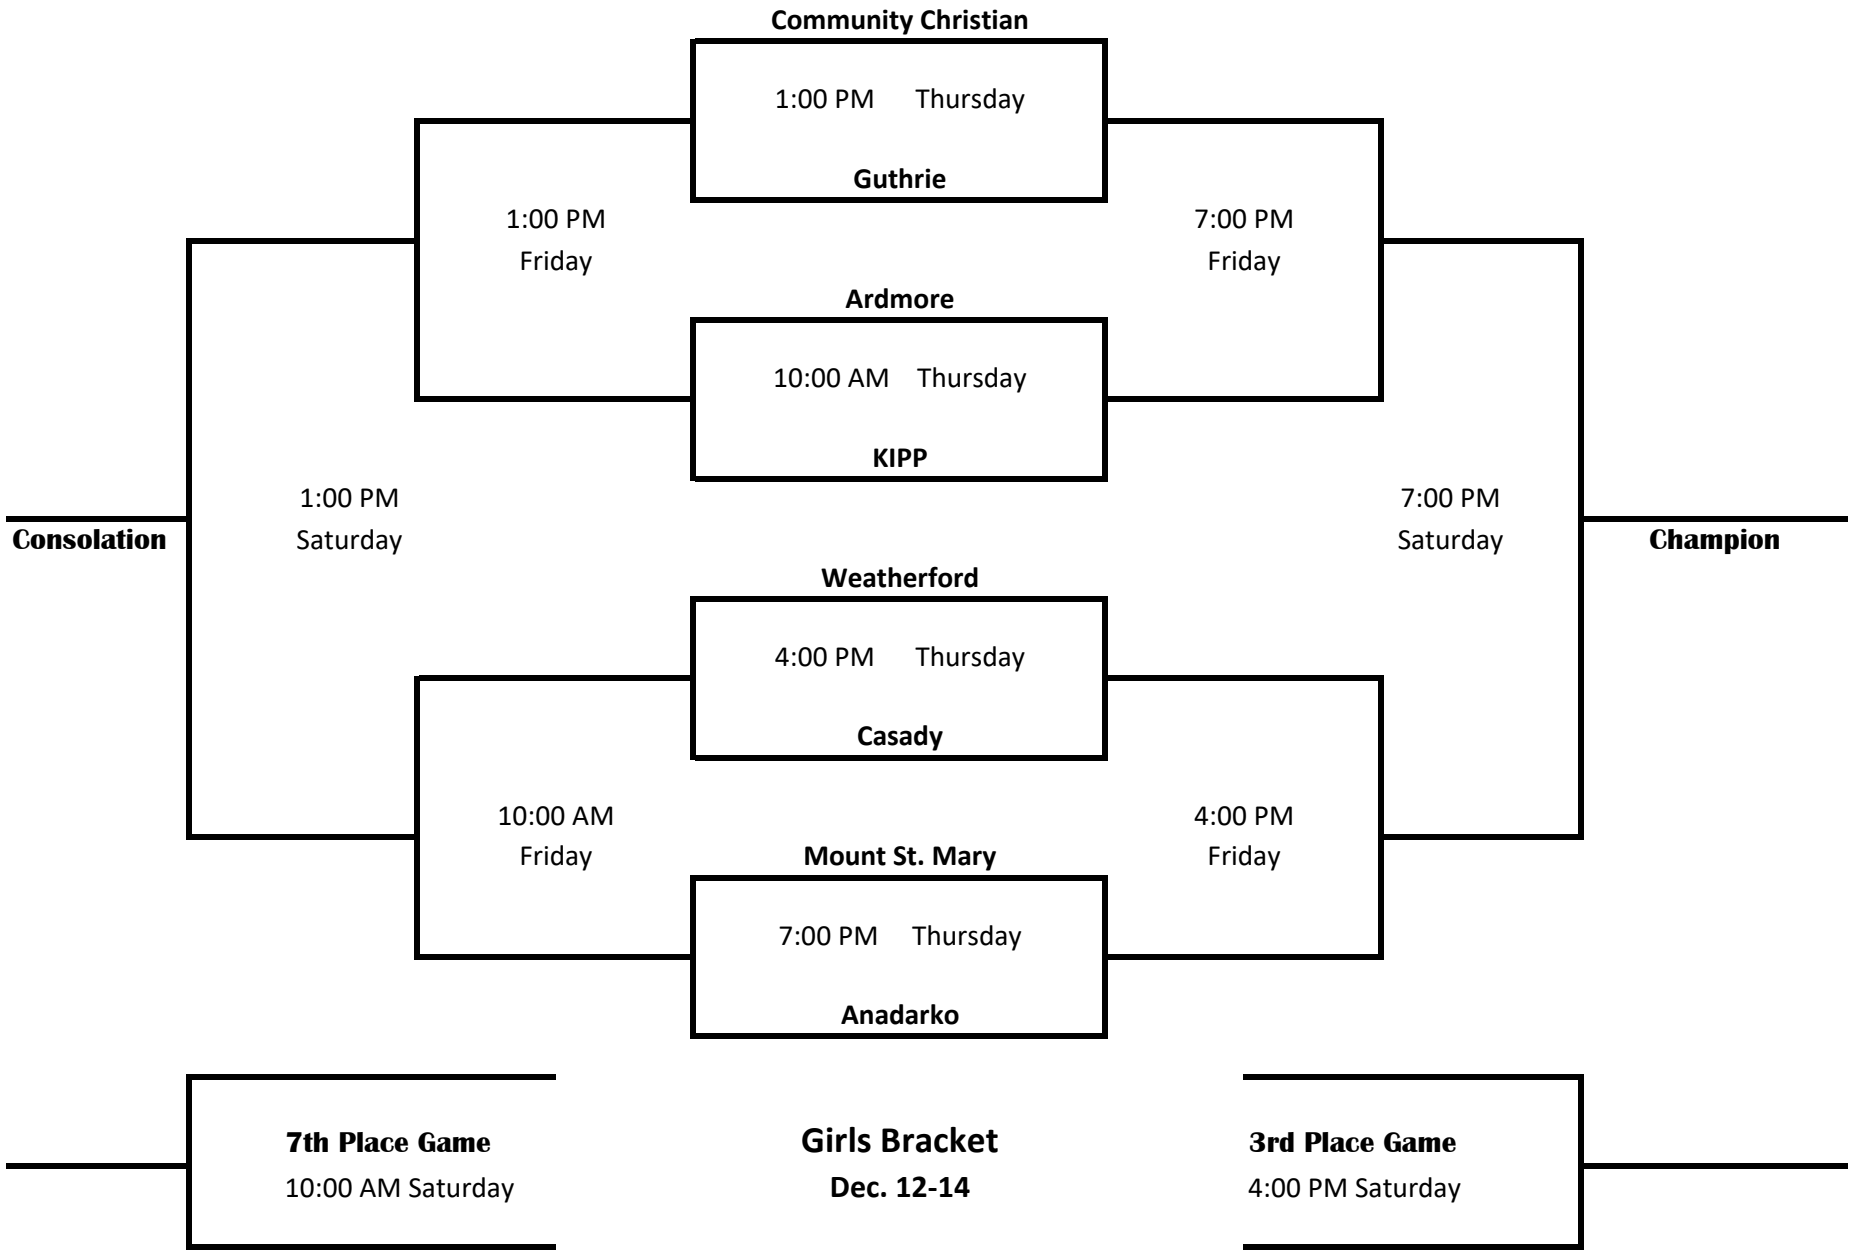 Community Christian
1:00 PM Thursday
Guthrie
1:00 PM
Friday
7:00 PM
Friday
Ardmore
10:00 AM Thursday
KIPP
1:00 PM
Saturday
Consolation
7:00 PM
Saturday
Champion
Weatherford
4:00 PM Thursday
Casady
10:00 AM
Friday
4:00 PM
Friday
Mount St. Mary
7:00 PM Thursday
Anadarko
7th Place Game
10:00 AM Saturday
Girls Bracket
Dec. 12-14
3rd Place Game
4:00 PM Saturday